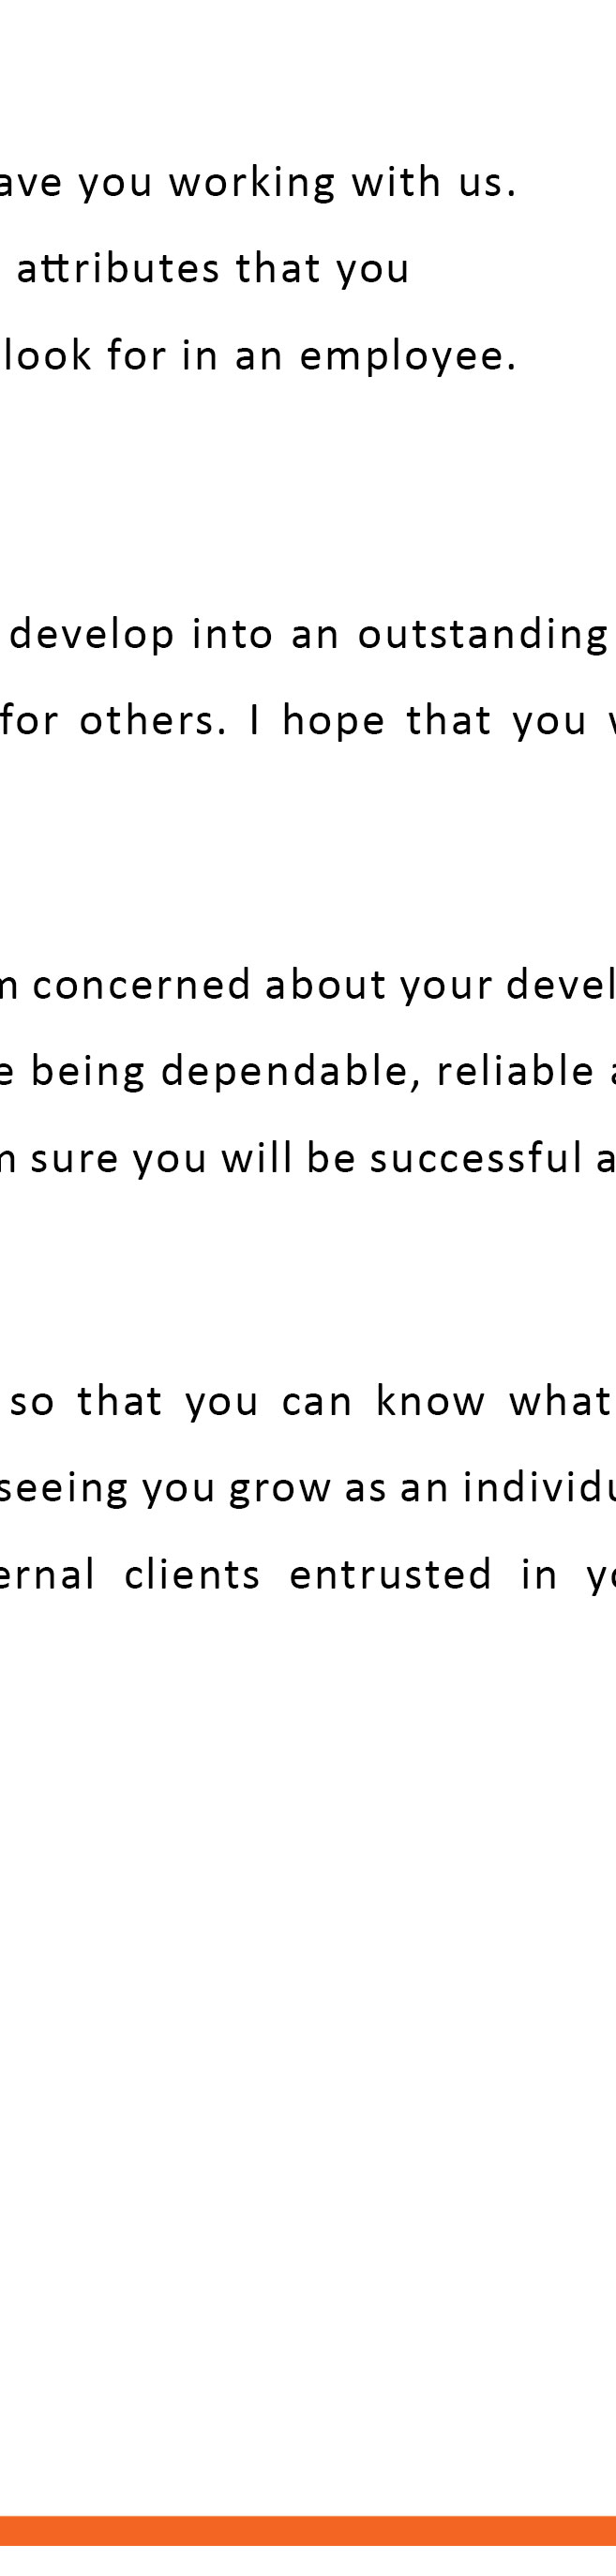 ave you working with us.
attributes that you
look for in an employee.
develop into an outstanding
for others. I hope that you
concerned about your devel
being dependable, reliable
sure you will be successful
so that you can know what
seeing you grow as an individu
ernal clients entrusted in yo